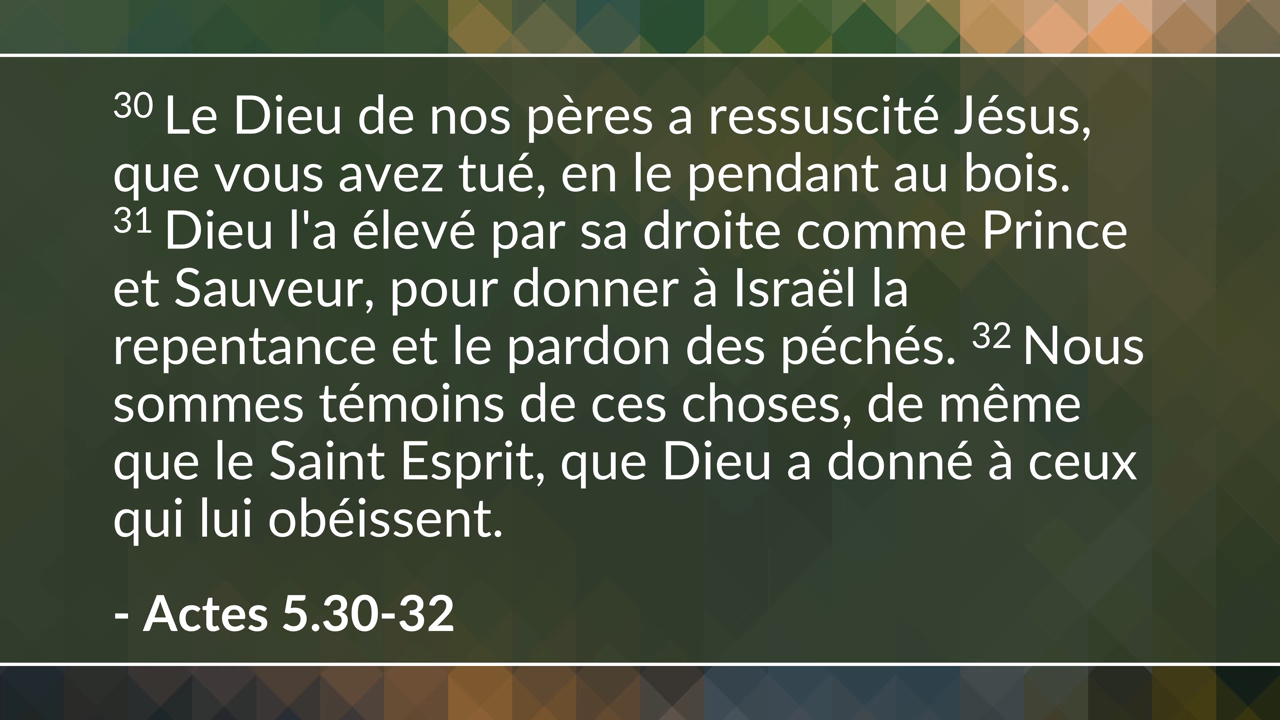 30 Le Dieu de nos pères a ressuscité Jésus,
que vous avez tué, en le pendant au bois.
31 Dieu l'a élevé par sa droite comme Prince
et Sauveur, pour donner à Israël la
repentance et le pardon des péchés. 32 Nous
sommes témoins de ces choses, de même
que le Saint Esprit, que Dieu a donné à ceux
qui lui obéissent.
- Actes 5.30-32